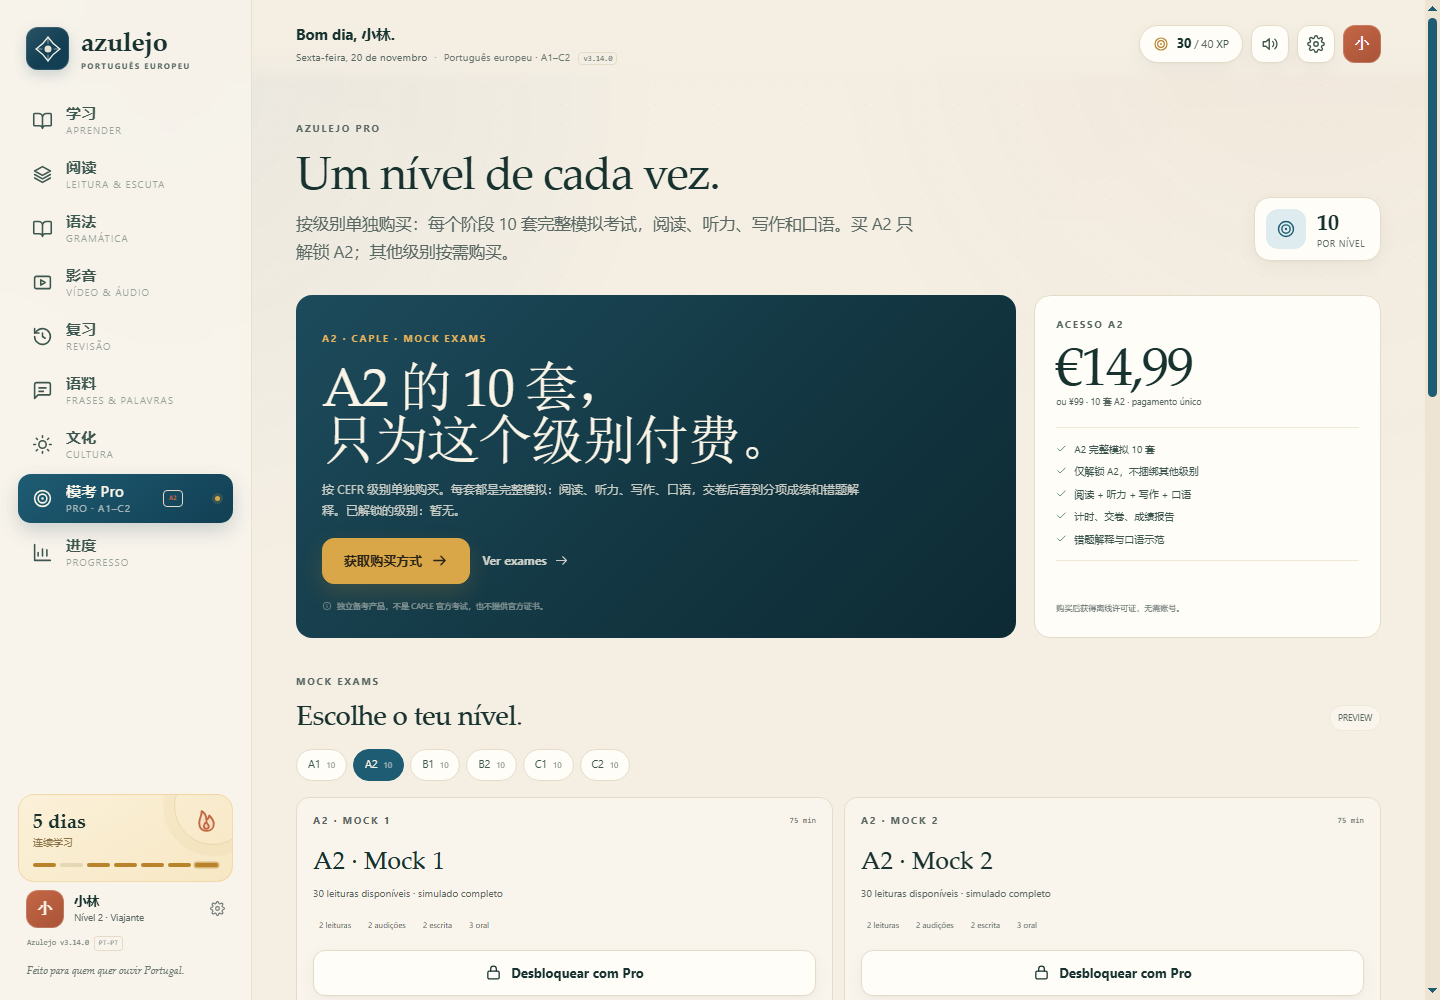 azulejo
PORTUGUÊS EUROPEU
学习
APRENDER
阅读
LEITURA & ESCUTA
语法
GRAMÁTICA
影音
VÍDEO & ÁUDIO
复习
REVISÃO
语料
FRASES & PALAVRAS
文化
CULTURA
模考 Pro
PRO · A1–C2
A2
进度
PROGRESSO
5 dias
连续学习
小
小林
Nível 2 · Viajante
Azulejo v3.14.0 PT-PT
Feito para quem quer ouvir Portugal.
Bom dia, 小林.
Sexta-feira, 20 de novembro · Português europeu · A1–C2 v3.14.0
30 / 40 XP
小
AZULEJO PRO
Um nível de cada vez.
按级别单独购买：每个阶段 10 套完整模拟考试，阅读、听力、写作和口语。买 A2 只
解锁 A2；其他级别按需购买。
10
POR NÍVEL
A2 · CAPLE · MOCK EXAMS
A2 的 10 套，
只为这个级别付费。
按 CEFR 级别单独购买。每套都是完整模拟：阅读、听力、写作、口语，交卷后看到分项成绩和错题解
释。已解锁的级别：暂无。
获取购买方式
Ver exames
独立备考产品，不是 CAPLE 官方考试，也不提供官方证书。
ACESSO A2
€14,99
ou ¥99 · 10 套 A2 · pagamento único
A2 完整模拟 10 套
仅解锁 A2，不捆绑其他级别
阅读 + 听力 + 写作 + 口语
计时、交卷、成绩报告
错题解释与口语示范
购买后获得离线许可证，无需账号。
MOCK EXAMS
Escolhe o teu nível.
PREVIEW
A1 10
A2 10
B1 10
B2 10
C1 10
C2 10
A2 · MOCK 1
75 min
A2 · Mock 1
30 leituras disponíveis · simulado completo
2 leituras 2 audições 2 escrita 3 oral
Desbloquear com Pro
A2 · MOCK 2
75 min
A2 · Mock 2
30 leituras disponíveis · simulado completo
2 leituras 2 audições 2 escrita 3 oral
Desbloquear com Pro